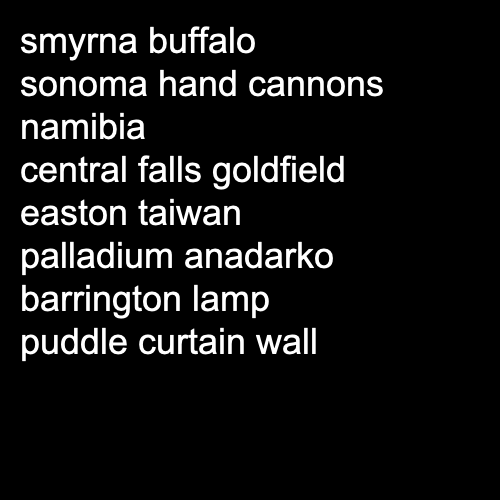 smyrna buffalo
sonoma hand cannons
namibia
central falls goldfield
easton taiwan
palladium anadarko
barrington lamp
puddle curtain wall